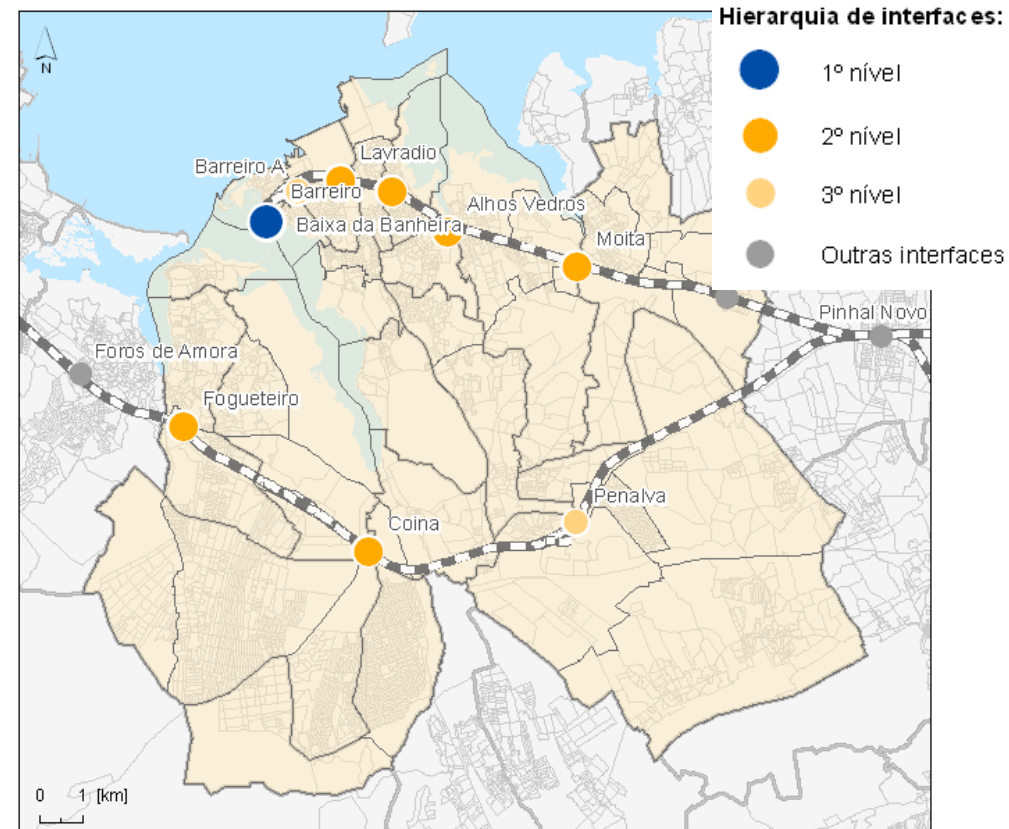 Hierarquia de interfaces:
1º nível
2º nível
3º nível
Outras interfaces
N
Lavradio
Barreiro A
Barreiro
Alhos Vedros
Baixa da Banheira
Moita
Pinhal Novo
Foros de Amora
Fogueteiro
Penalva
Coina
0 1 [km]